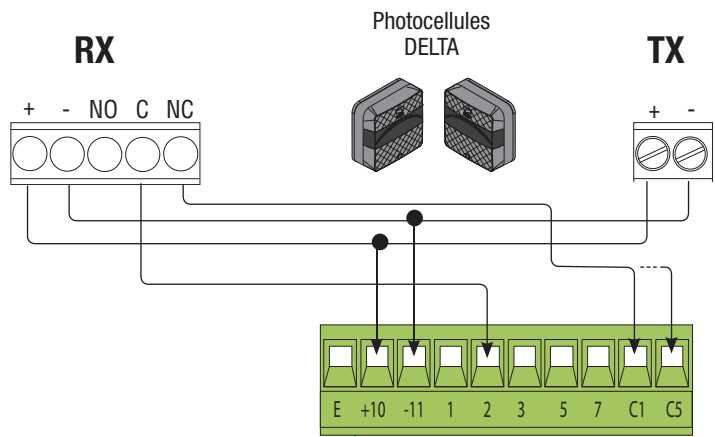 Photocellules
DELTA
RX
TX
+ - NO C NC
+ -
E +10 -11 1 2 3 5 7 C1 C5